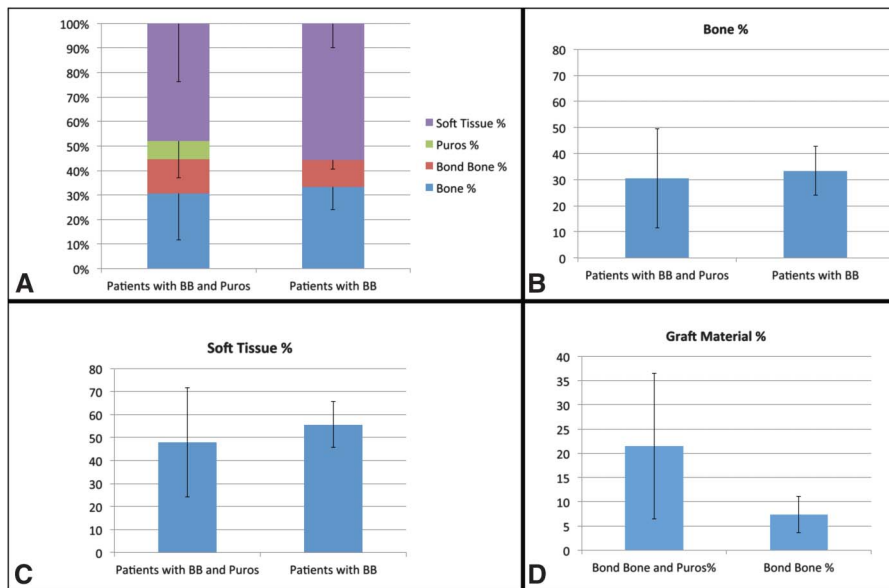 100%
90%
80%
70%
60%
50%
40%
30%
20%
10%
0%
Patients with BB and Puros Patients with BB
Soft Tissue %
Puros %
Bond Bone %
Bone %
A
Bone %
80
70
60
50
40
30
20
10
0
Patients with BB and Puros Patients with BB
B
Soft Tissue %
80
70
60
50
40
30
20
10
0
Patients with BB and Puros Patients with BB
C
Graft Material %
40
35
30
25
20
15
10
5
0
Bond Bone and Puros% Bond Bone %
D